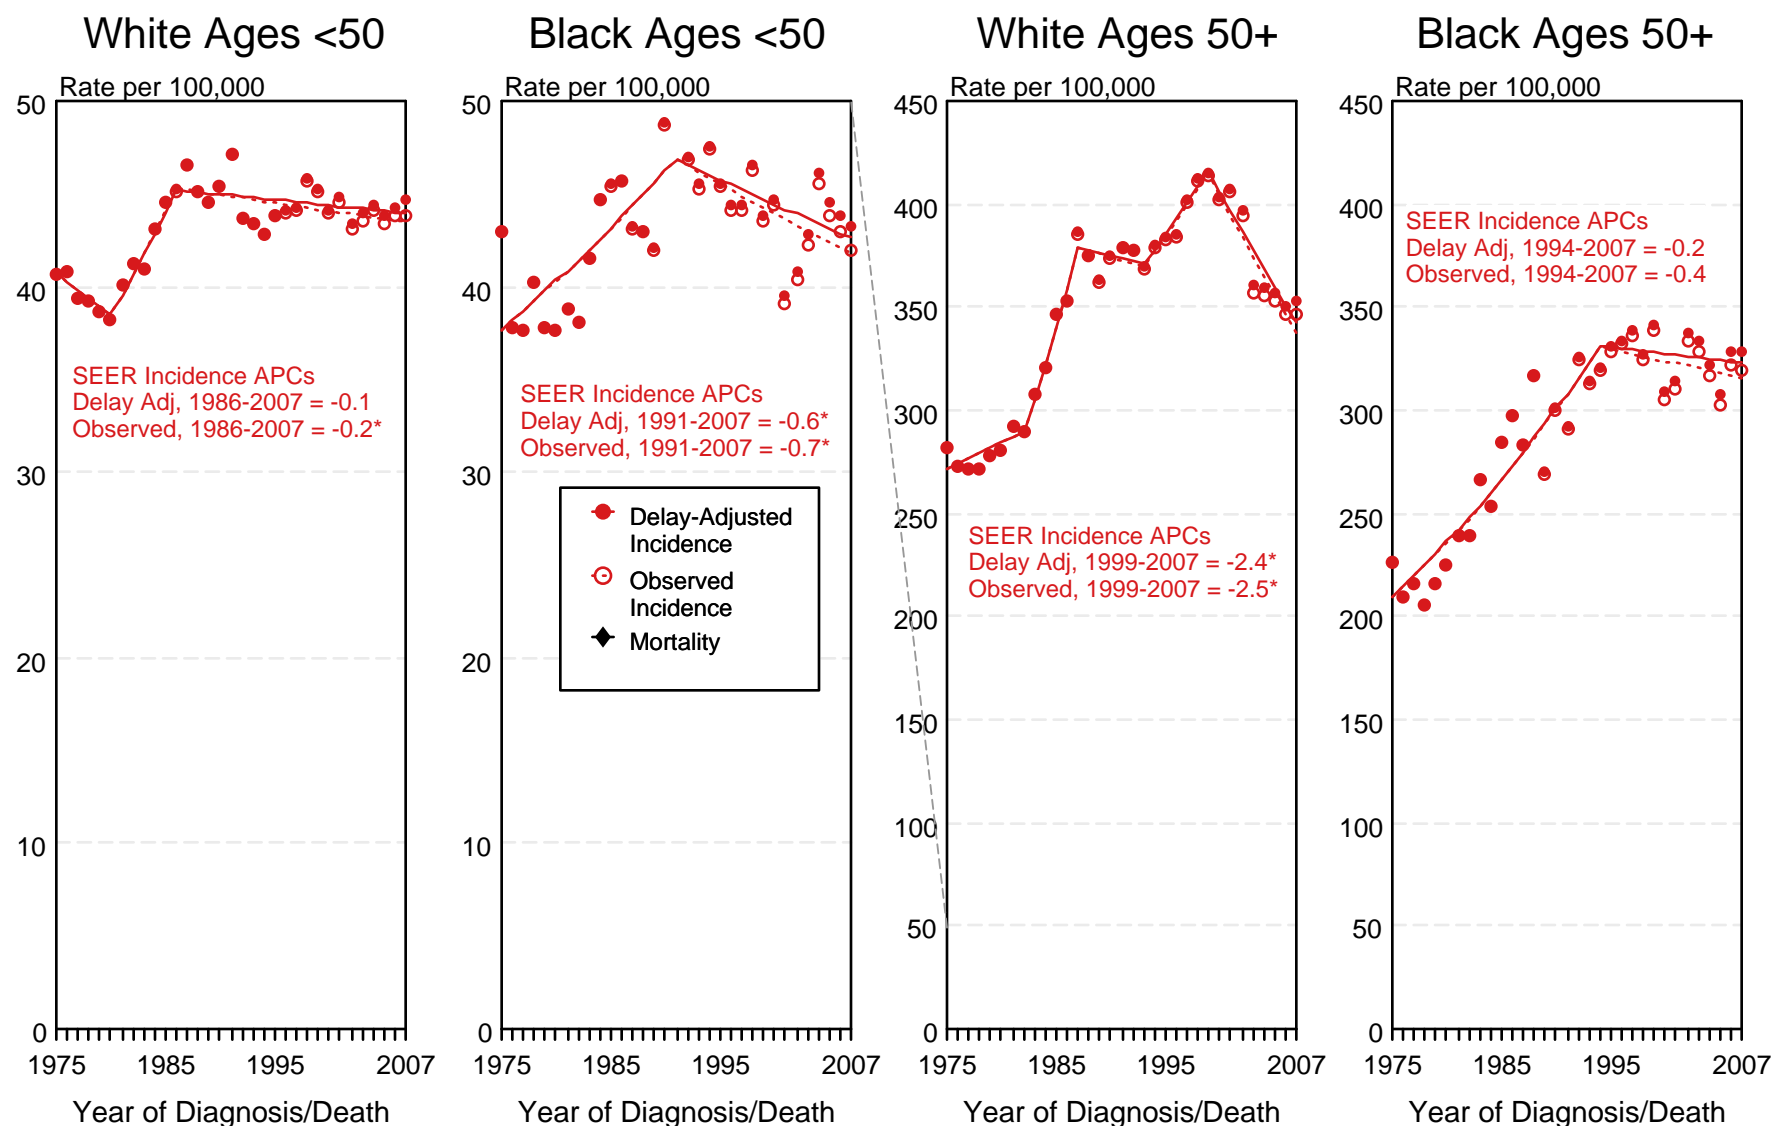 White Ages <50
Rate per 100,000
50
40
30
20
10
0
SEER Incidence APCs
Delay Adj, 1986-2007 = -0.1
Observed, 1986-2007 = -0.2*
1975 1985 1995 2007
Year of Diagnosis/Death
Black Ages <50
Rate per 100,000
50
40
30
20
10
0
SEER Incidence APCs
Delay Adj, 1991-2007 = -0.6*
Observed, 1991-2007 = -0.7*
Delay-Adjusted
Incidence
Observed
Incidence
Mortality
1975 1985 1995 2007
Year of Diagnosis/Death
White Ages 50+
Rate per 100,000
450
400
350
300
250
200
150
100
50
0
SEER Incidence APCs
Delay Adj, 1999-2007 = -2.4*
Observed, 1999-2007 = -2.5*
1975 1985 1995 2007
Year of Diagnosis/Death
Black Ages 50+
Rate per 100,000
450
400
350
300
250
200
150
100
50
0
SEER Incidence APCs
Delay Adj, 1994-2007 = -0.2
Observed, 1994-2007 = -0.4
1975 1985 1995 2007
Year of Diagnosis/Death